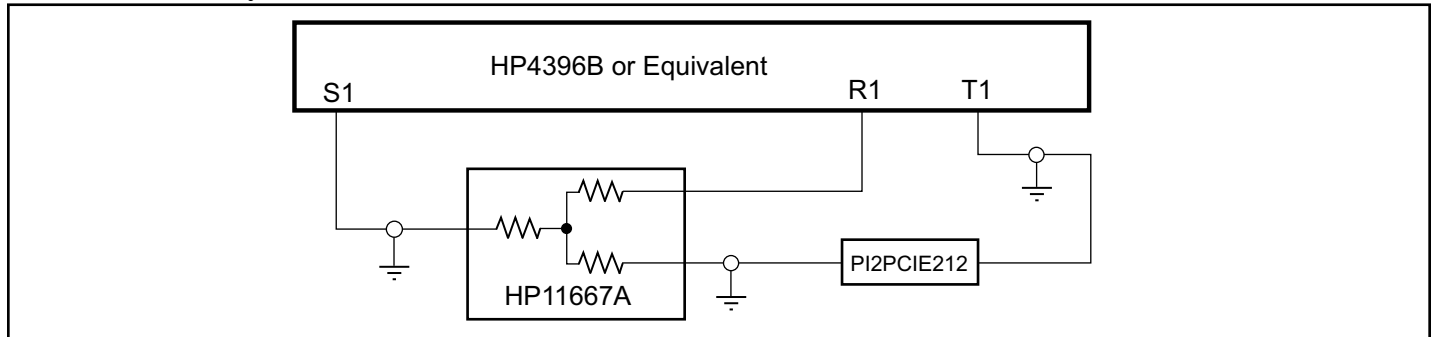 HP4396B or Equivalent
S1
R1
T1
PI2PCIE212
HP11667A